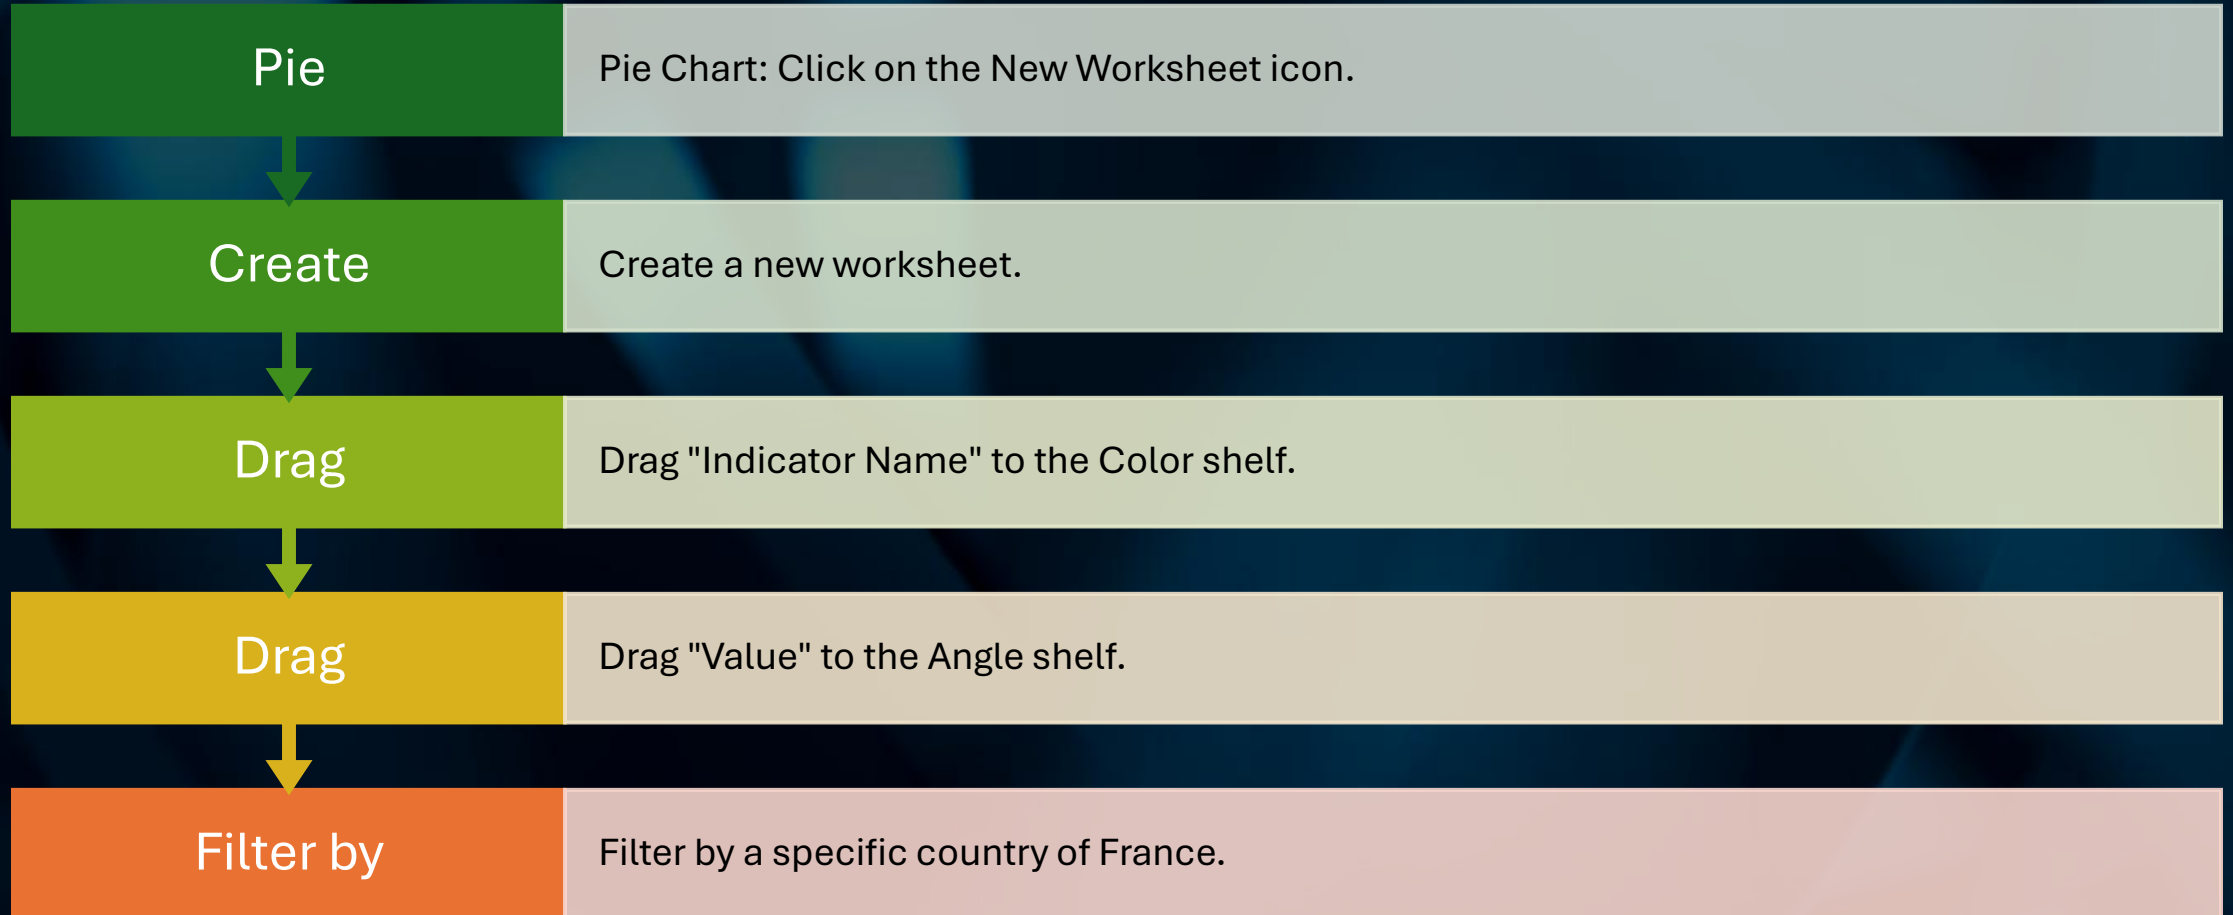 Pie
Pie Chart: Click on the New Worksheet icon.
Create
Create a new worksheet.
Drag
Drag "Indicator Name" to the Color shelf.
Drag
Drag "Value" to the Angle shelf.
Filter by
Filter by a specific country of France.